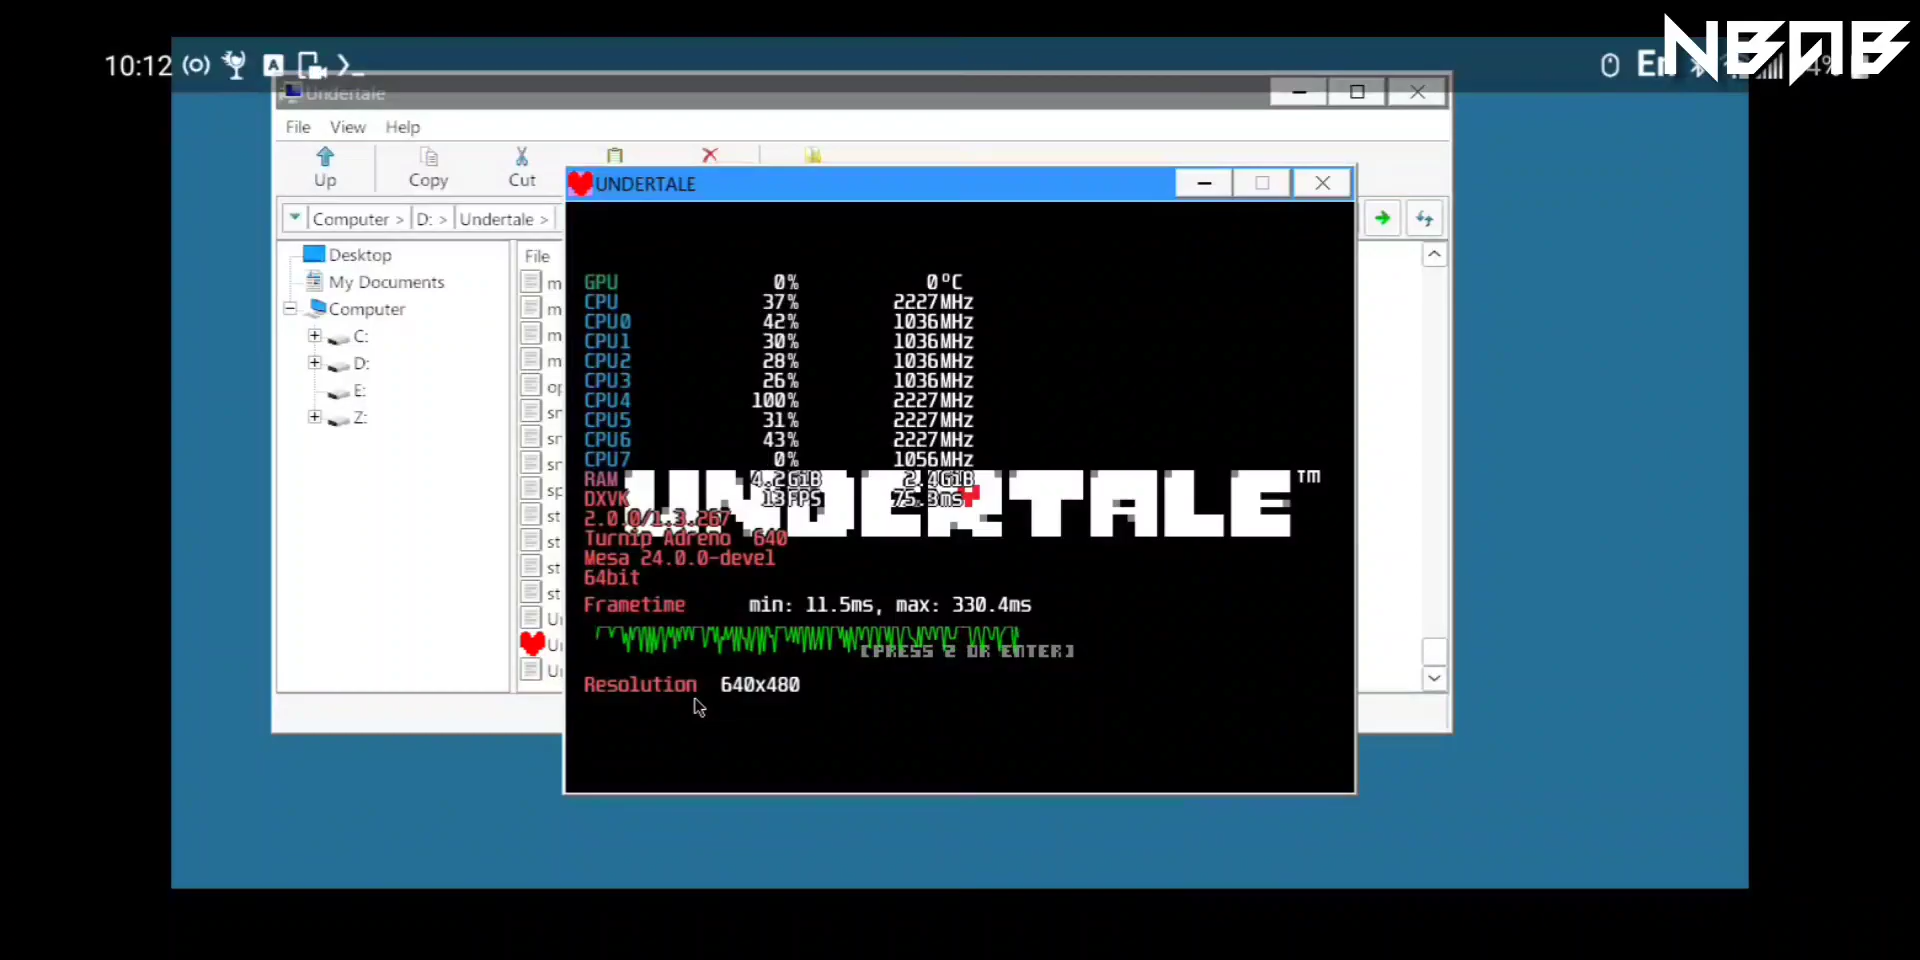 10:12
En
4%
NBAB
Undertale
File View Help
Up Copy Cut
UNDERTALE
Computer > D: > Undertale >
Desktop
My Documents
Computer
C:
D:
E:
Z:
File
GPU 0% 0°C
CPU 37% 2227MHz
CPU0 42% 1036MHz
CPU1 30% 1036MHz
CPU2 28% 1036MHz
CPU3 26% 1036MHz
CPU4 100% 2227MHz
CPU5 31% 2227MHz
CPU6 43% 2227MHz
CPU7 0% 1056MHz
RAM 4.2GiB 2.4GiB
DXVK 13FPS 75.3ms
UNDERTALE™
2.0.0/1.3.267
Turnip Adreno 640
Mesa 24.0.0-devel
64bit
Frametime min: 11.5ms, max: 330.4ms
[PRESS Z OR ENTER]
Resolution 640x480